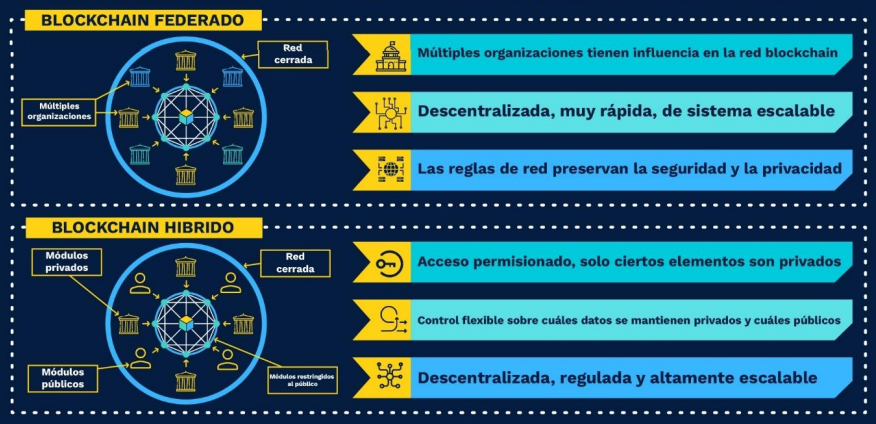 BLOCKCHAIN FEDERADO
Red
cerrada
Múltiples
organizaciones
Múltiples organizaciones tienen influencia en la red blockchain
Descentralizada, muy rápida, de sistema escalable
Las reglas de red preservan la seguridad y la privacidad
BLOCKCHAIN HIBRIDO
Módulos
privados
Red
cerrada
Módulos
públicos
Módulos restringidos
al público
Acceso permisionado, solo ciertos elementos son privados
Control flexible sobre cuáles datos se mantienen privados y cuáles públicos
Descentralizada, regulada y altamente escalable